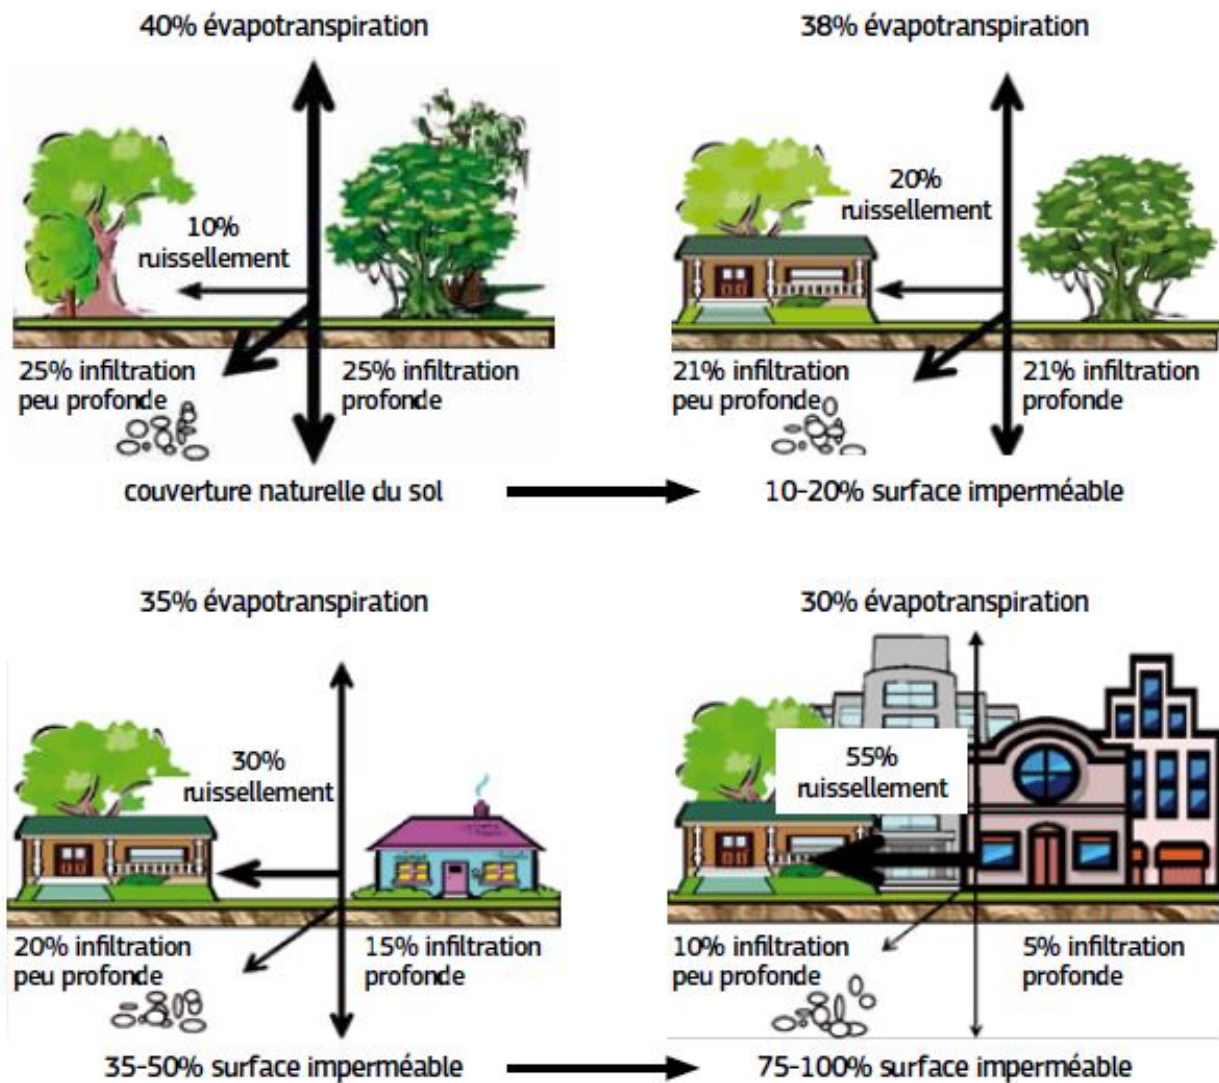 40% évapotranspiration
10%
ruissellement
25% infiltration
peu profonde
25% infiltration
profonde
couverture naturelle du sol
38% évapotranspiration
20%
ruissellement
21% infiltration
peu profonde
21% infiltration
profonde
10-20% surface imperméable
35% évapotranspiration
30%
ruissellement
20% infiltration
peu profonde
15% infiltration
profonde
35-50% surface imperméable
30% évapotranspiration
55%
ruissellement
10% infiltration
peu profonde
5% infiltration
profonde
75-100% surface imperméable